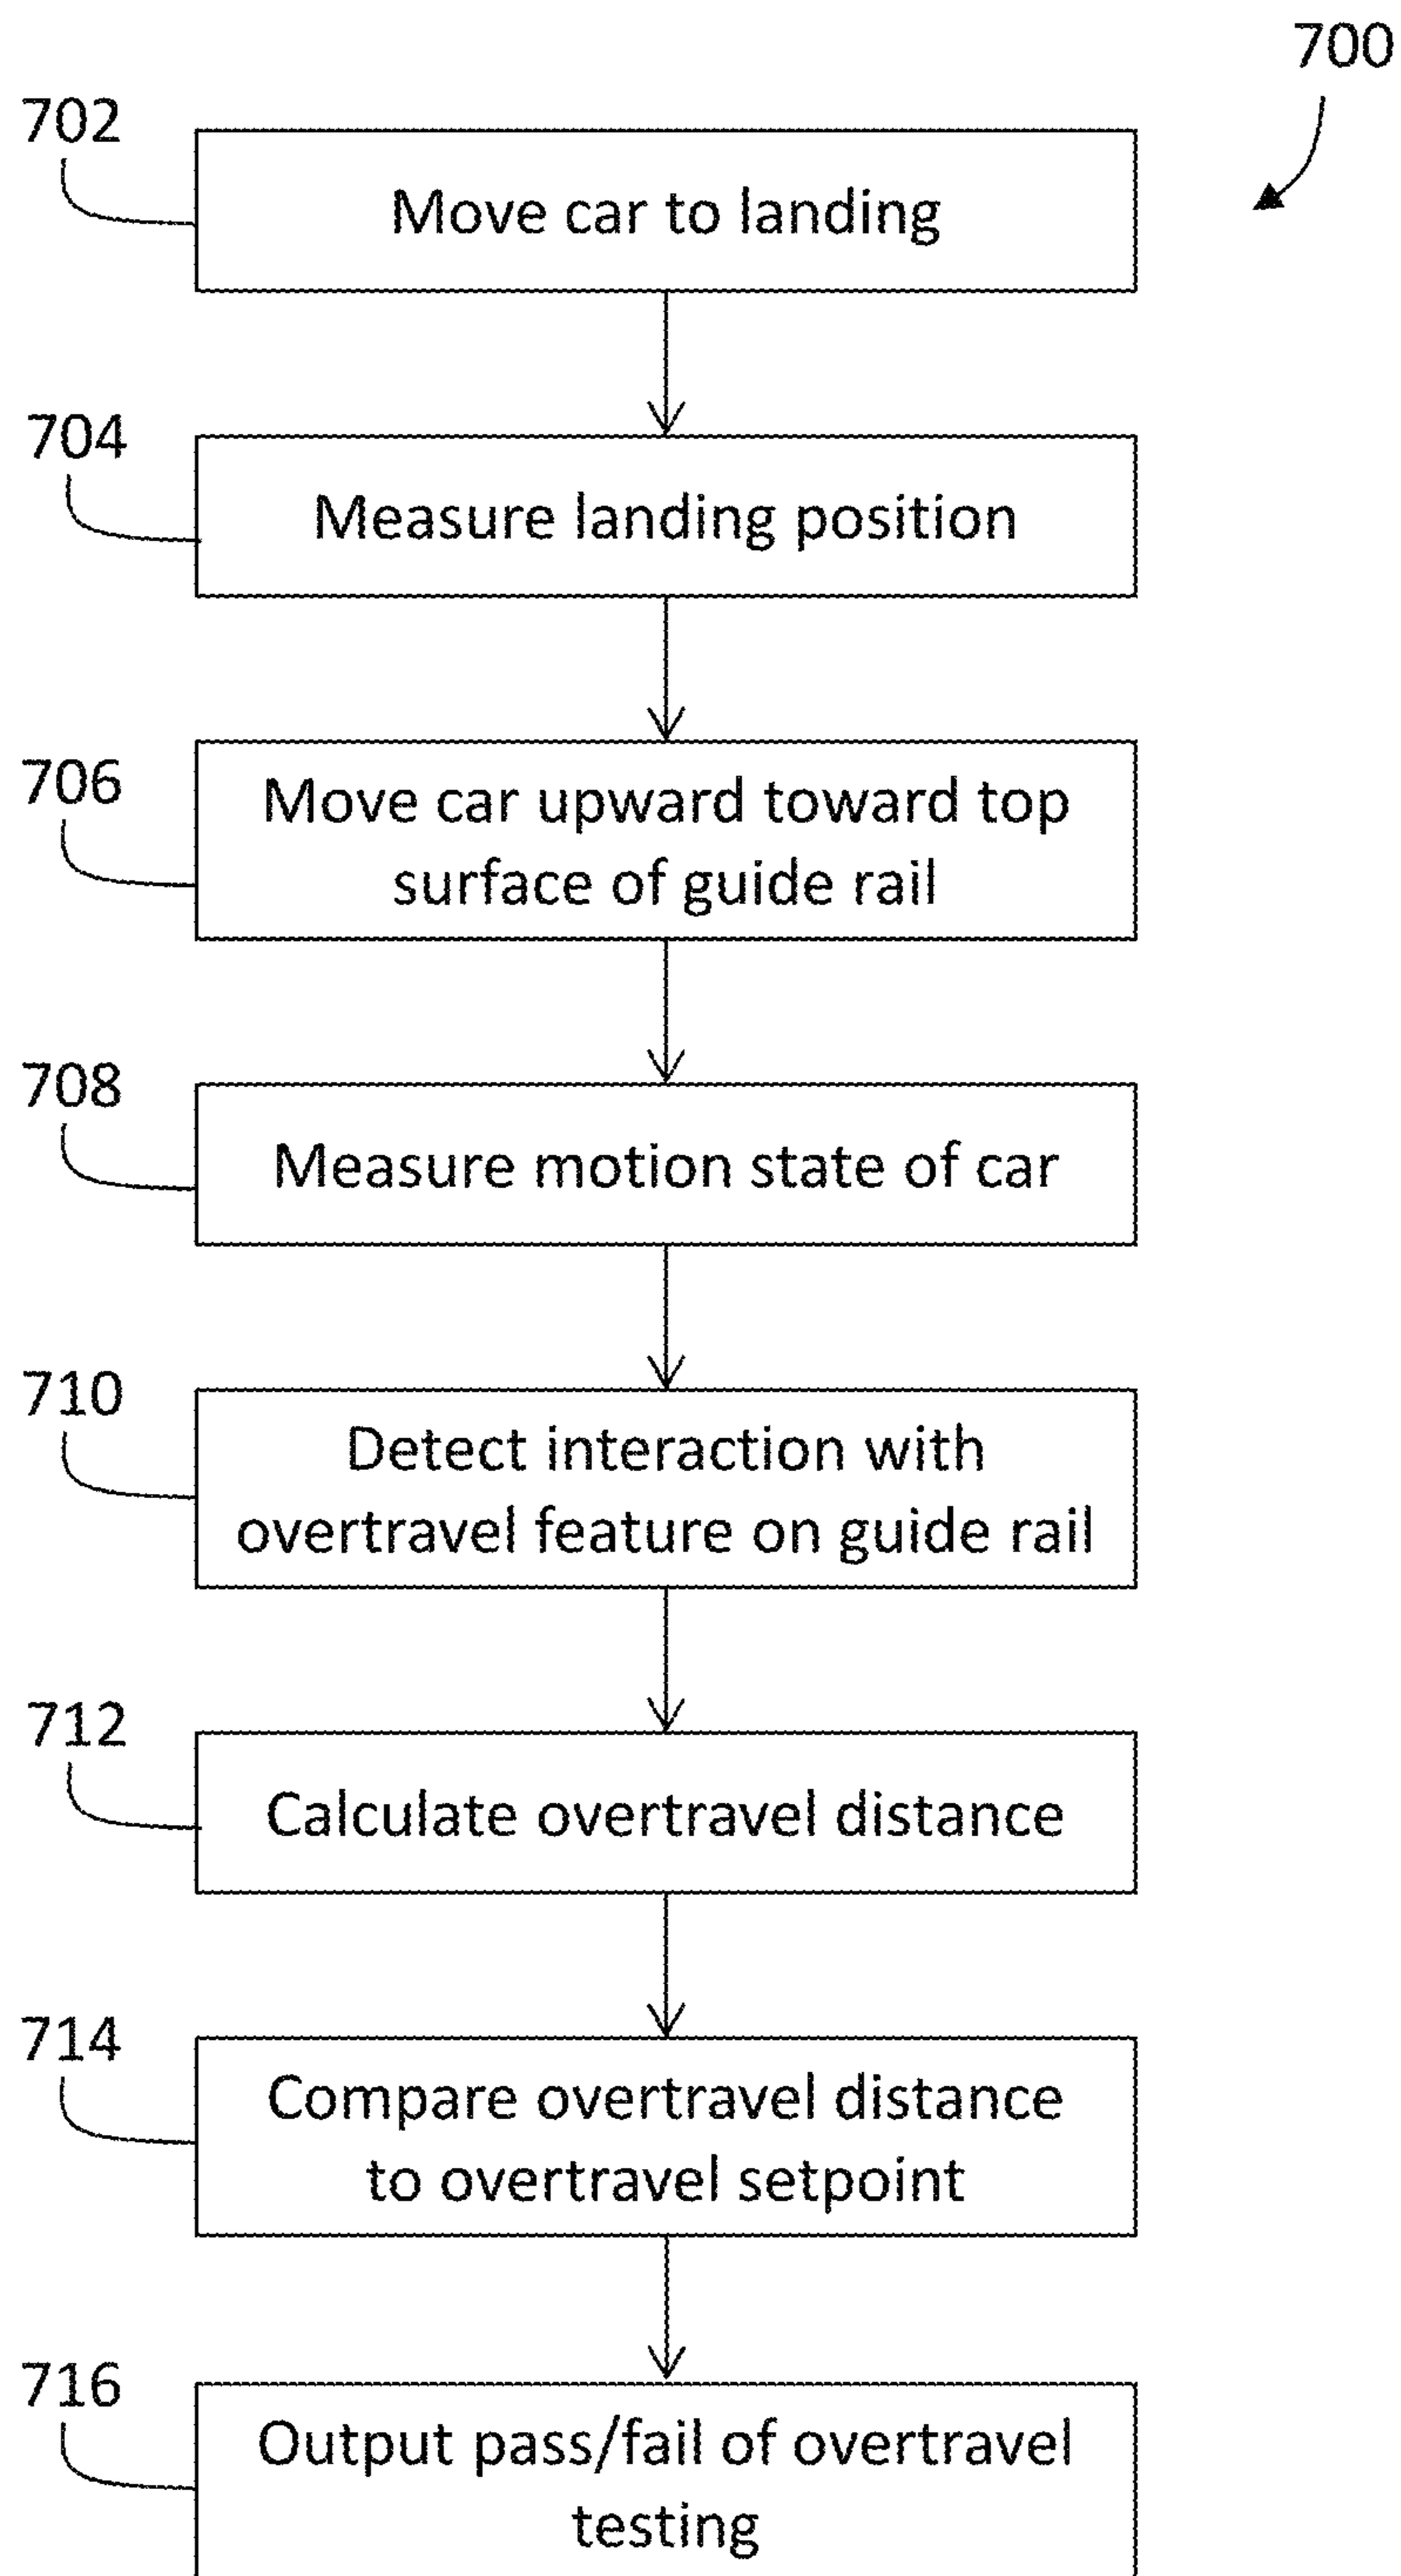 700
702
Move car to landing
704
Measure landing position
706
Move car upward toward top
surface of guide rail
708
Measure motion state of car
710
Detect interaction with
overtravel feature on guide rail
712
Calculate overtravel distance
714
Compare overtravel distance
to overtravel setpoint
716
Output pass/fail of overtravel
testing